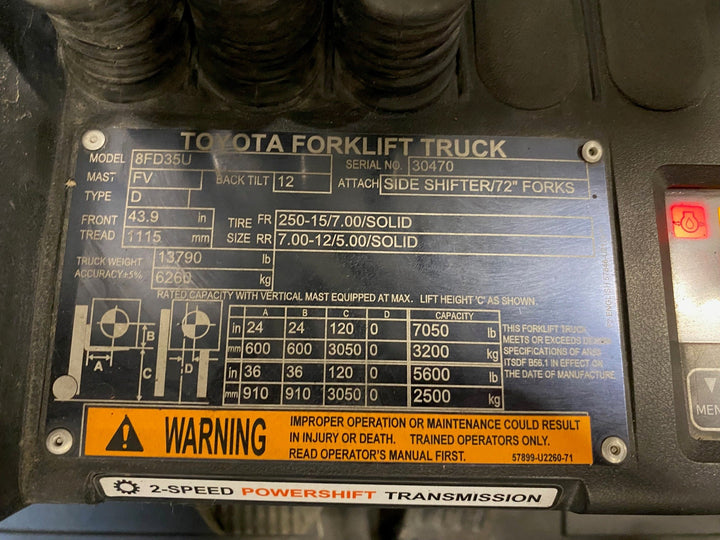 TOYOTA FORKLIFT TRUCK
MODEL 8FD35U SERIAL NO. 30470
MAST FV BACK TILT 12 ATTACH SIDE SHIFTER/72" FORKS
TYPE D
FRONT TREAD 43.9 in TIRE SIZE FR 250-15/7.00/SOLID
1115 mm RR 7.00-12/5.00/SOLID
TRUCK WEIGHT 13790 lb
ACCURACY±5% 6260 kg
RATED CAPACITY WITH VERTICAL MAST EQUIPPED AT MAX. LIFT HEIGHT 'C' AS SHOWN.
A B C D CAPACITY
in 24 24 120 0 7050 lb
mm 600 600 3050 0 3200 kg
in 36 36 120 0 5600 lb
mm 910 910 3050 0 2500 kg
A B C D
THIS FORKLIFT TRUCK
MEETS OR EXCEEDS
SPECIFICATIONS OF
ITSDF B56.1 IN EFFECT ON
THE DATE OF MANUFACTURE
WARNING
IMPROPER OPERATION OR MAINTENANCE COULD RESULT
IN INJURY OR DEATH. TRAINED OPERATORS ONLY.
READ OPERATOR'S MANUAL FIRST. 57899-U2260-71
2-SPEED POWERSHIFT TRANSMISSION